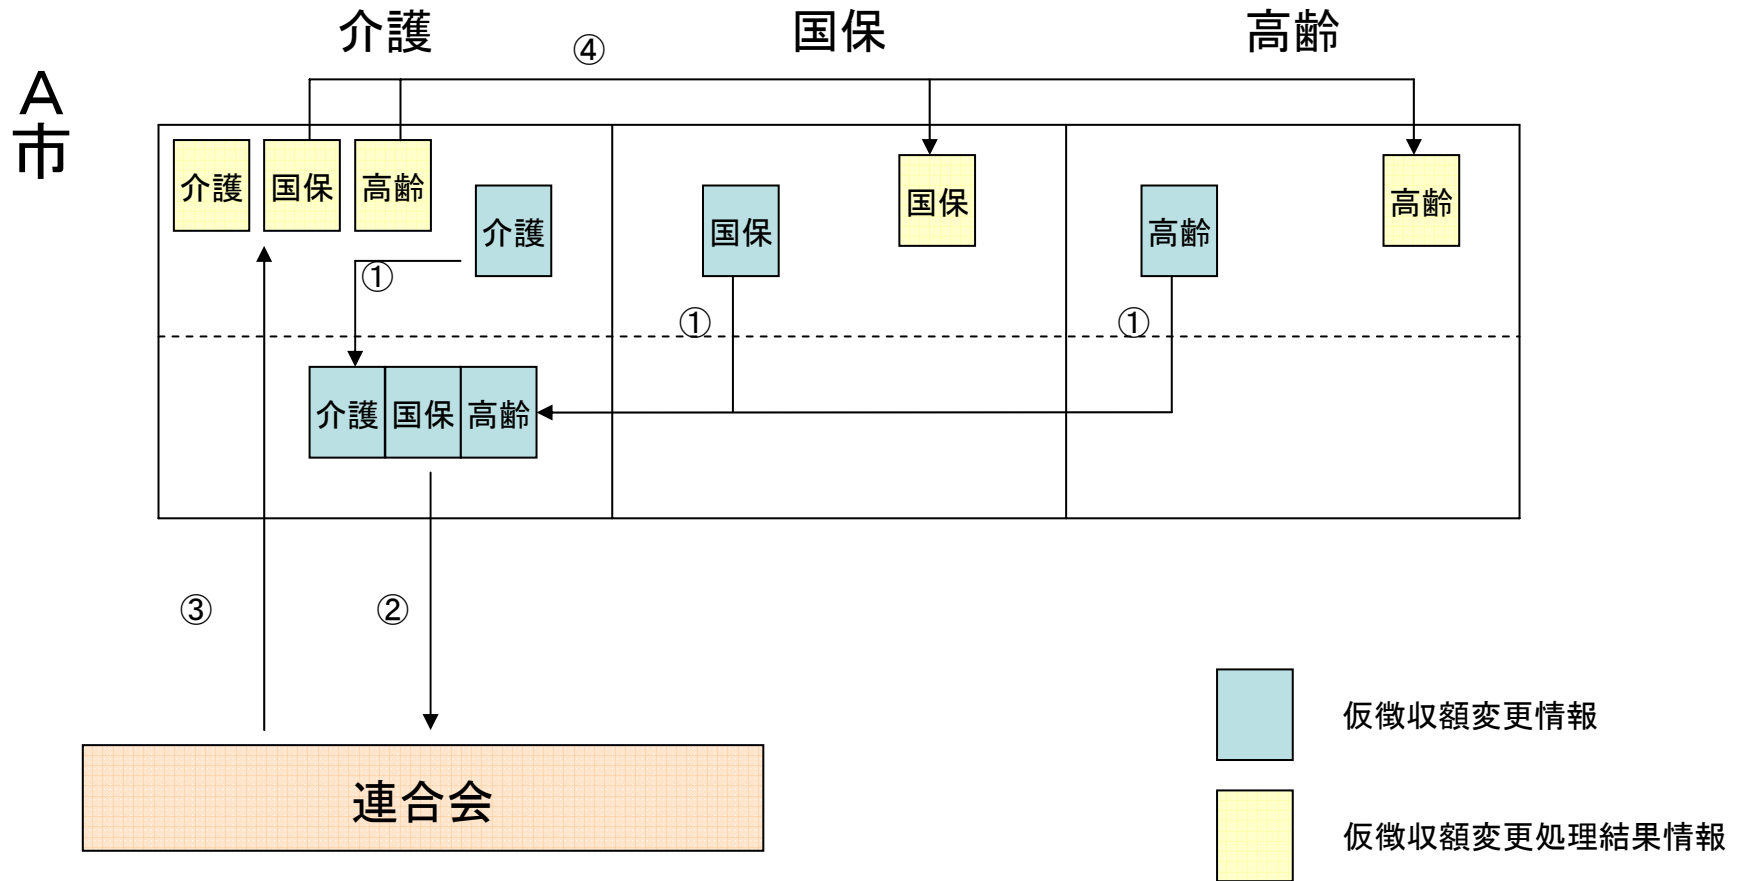 介護
国保
高齢
④
A市
介護
国保
高齢
介護
国保
国保
高齢
高齢
①
①
①
介護
国保
高齢
③
②
連合会
仮徴収額変更情報
仮徴収額変更処理結果情報